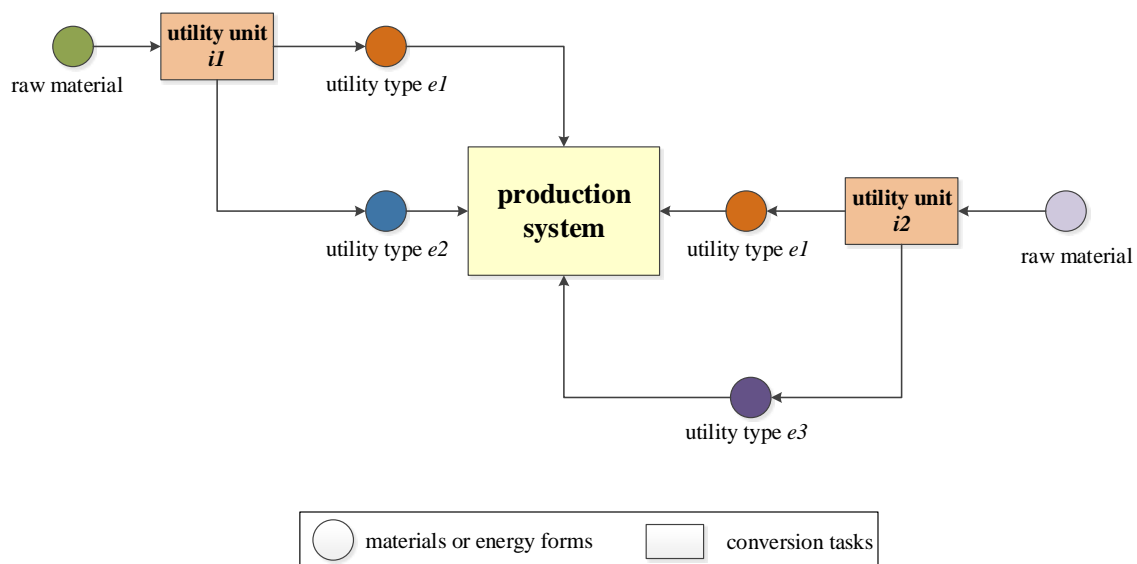 utility unit
i1
raw material
utility type e1
production
system
utility type e2
utility unit
i2
utility type e1
raw material
utility type e3
materials or energy forms
conversion tasks